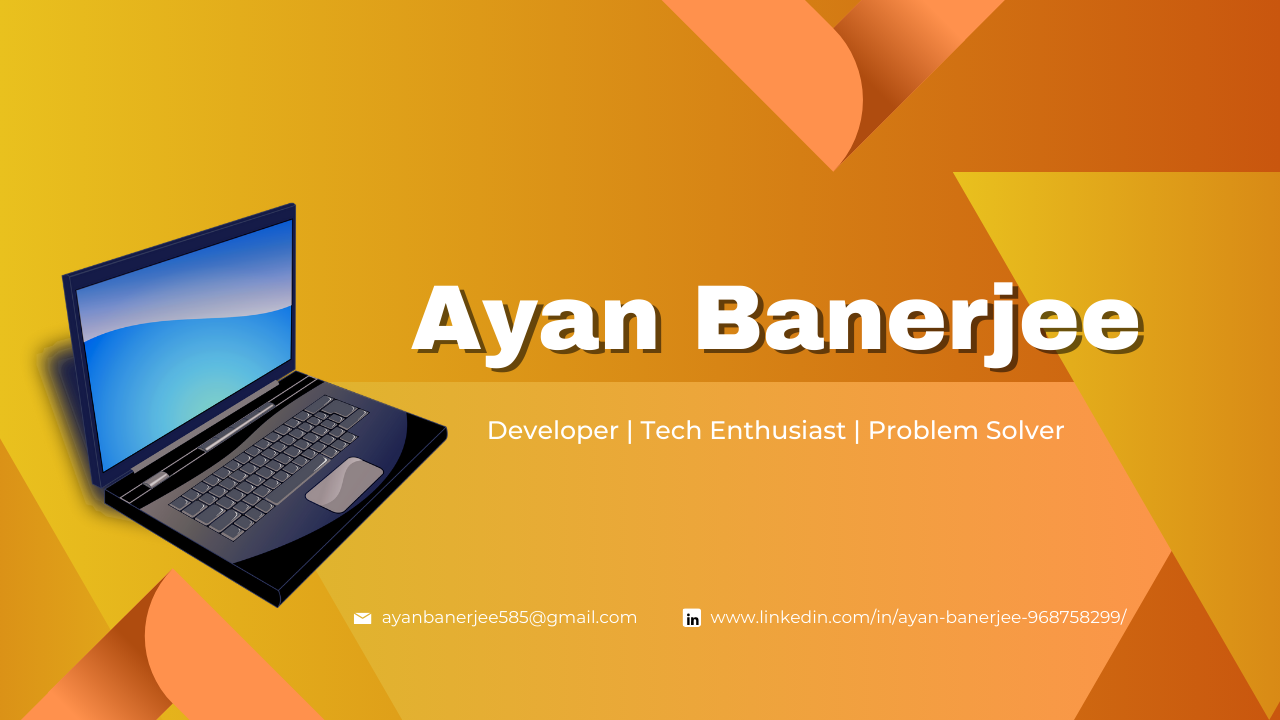 Ayan Banerjee
Developer | Tech Enthusiast | Problem Solver
ayanbanerjee585@gmail.com
www.linkedin.com/in/ayan-banerjee-968758299/